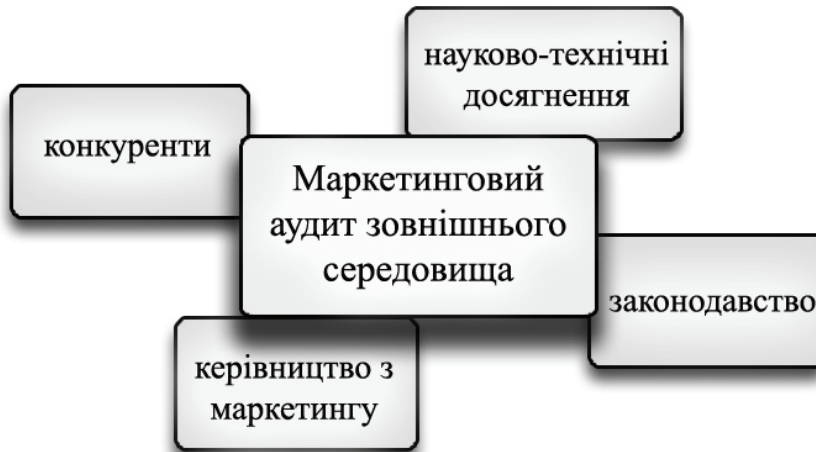 науково-технічні
досягнення
конкуренти
Маркетинговий
аудит зовнішнього
середовища
законодавство
керівництво з
маркетингу